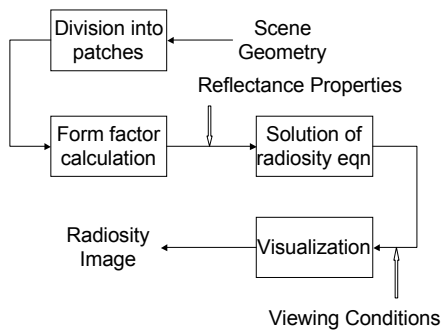 Division into
patches
Scene
Geometry
Reflectance Properties
Form factor
calculation
Solution of
radiosity eqn
Radiosity
Image
Visualization
Viewing Conditions